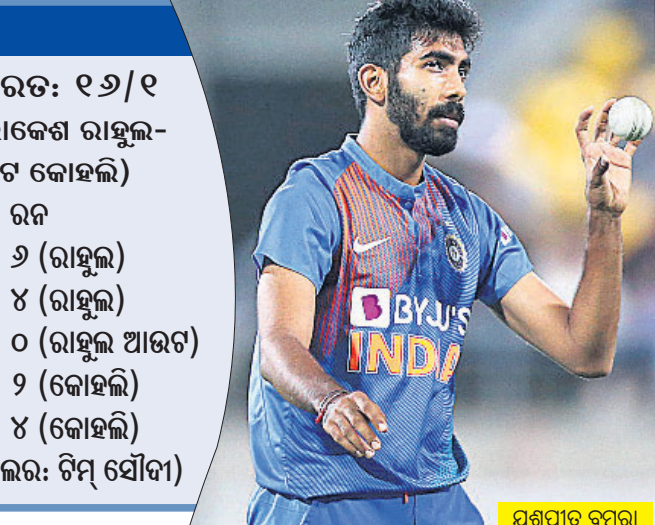 ରତ: ୧୬/୧
ାକେଶ ରାହୁଲ-
ଟ କୋହଲି)
ରନ
୬ (ରାହୁଲ)
୪ (ରାହୁଲ)
୦ (ରାହୁଲ ଆଉଟ)
୨ (କୋହଲି)
୪ (କୋହଲି)
ଲର: ଟିମ୍ ସୌଦୀ)
BYJU'S
INDIA
ଯଶପ୍ରୀତ ବୁମରା